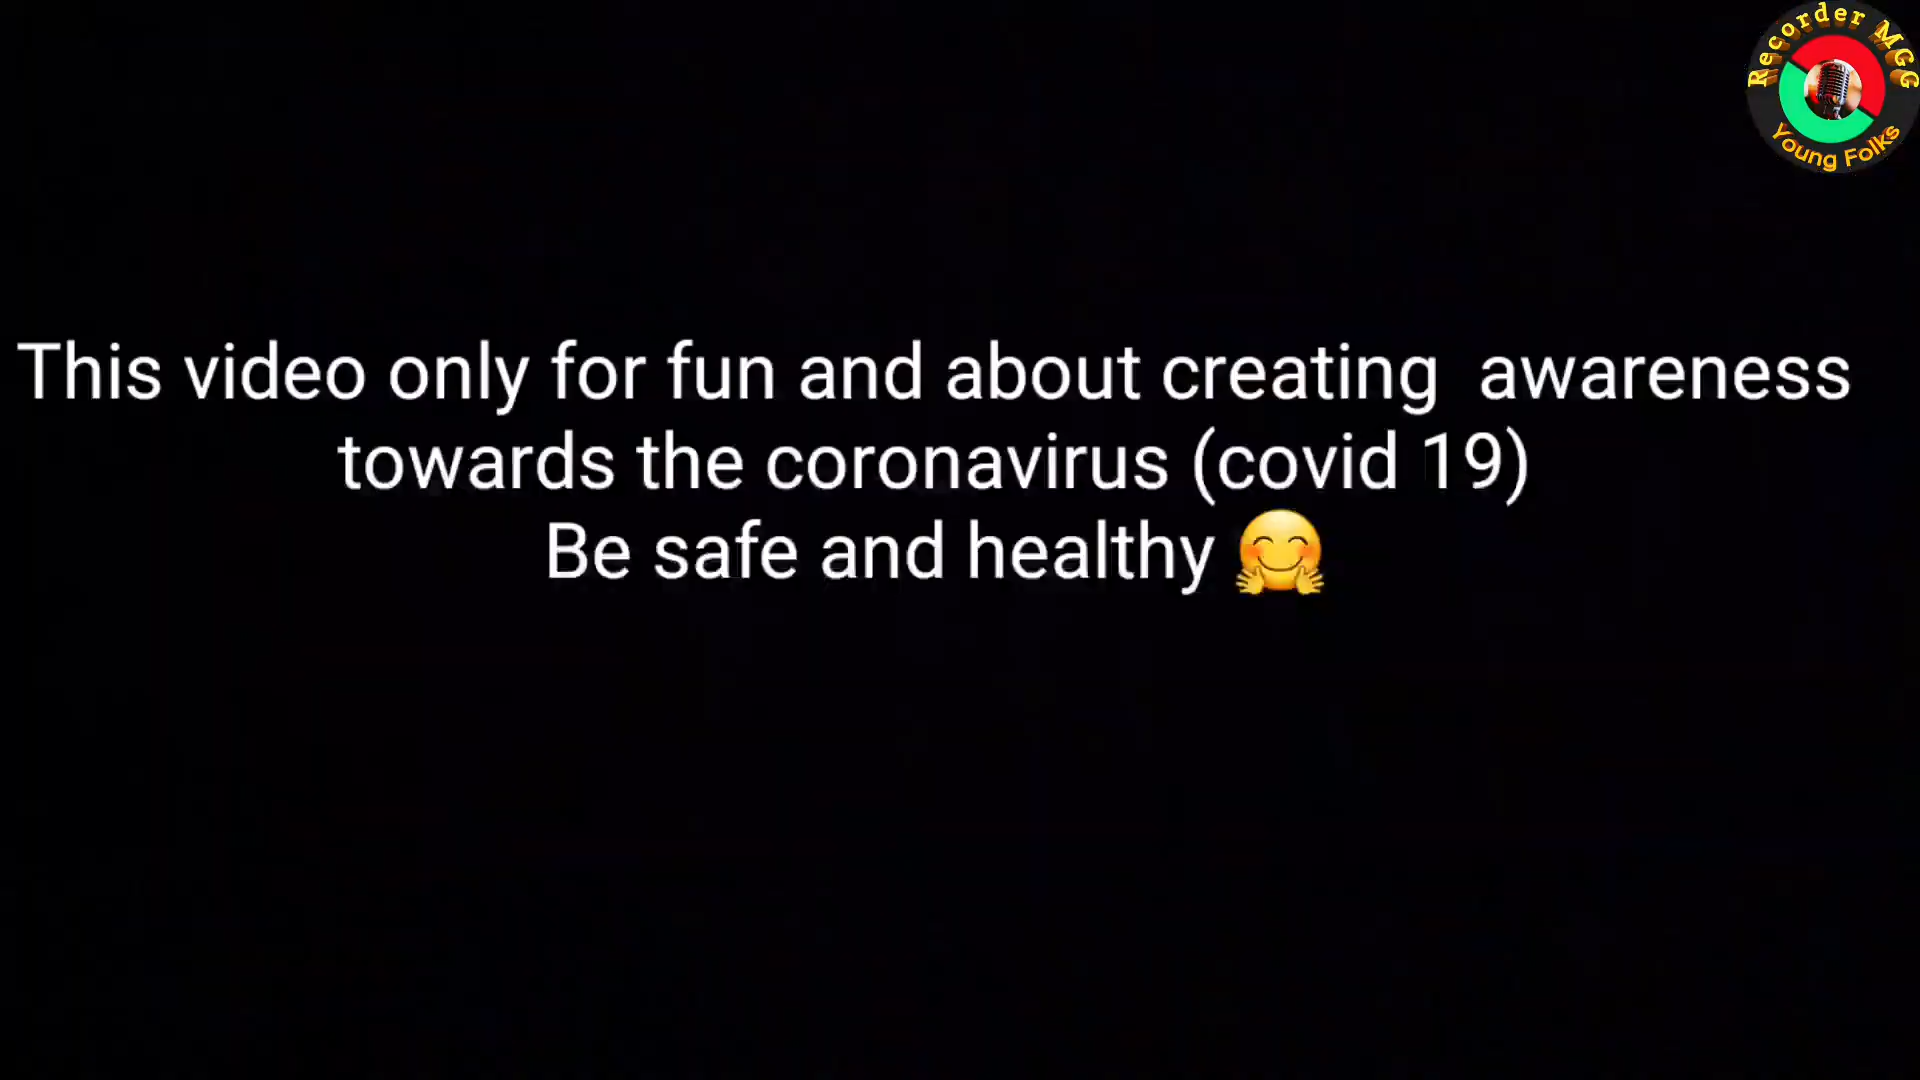 Recorder MGG
Young Folks
This video only for fun and about creating  awareness
towards the coronavirus (covid 19)
Be safe and healthy 🤗